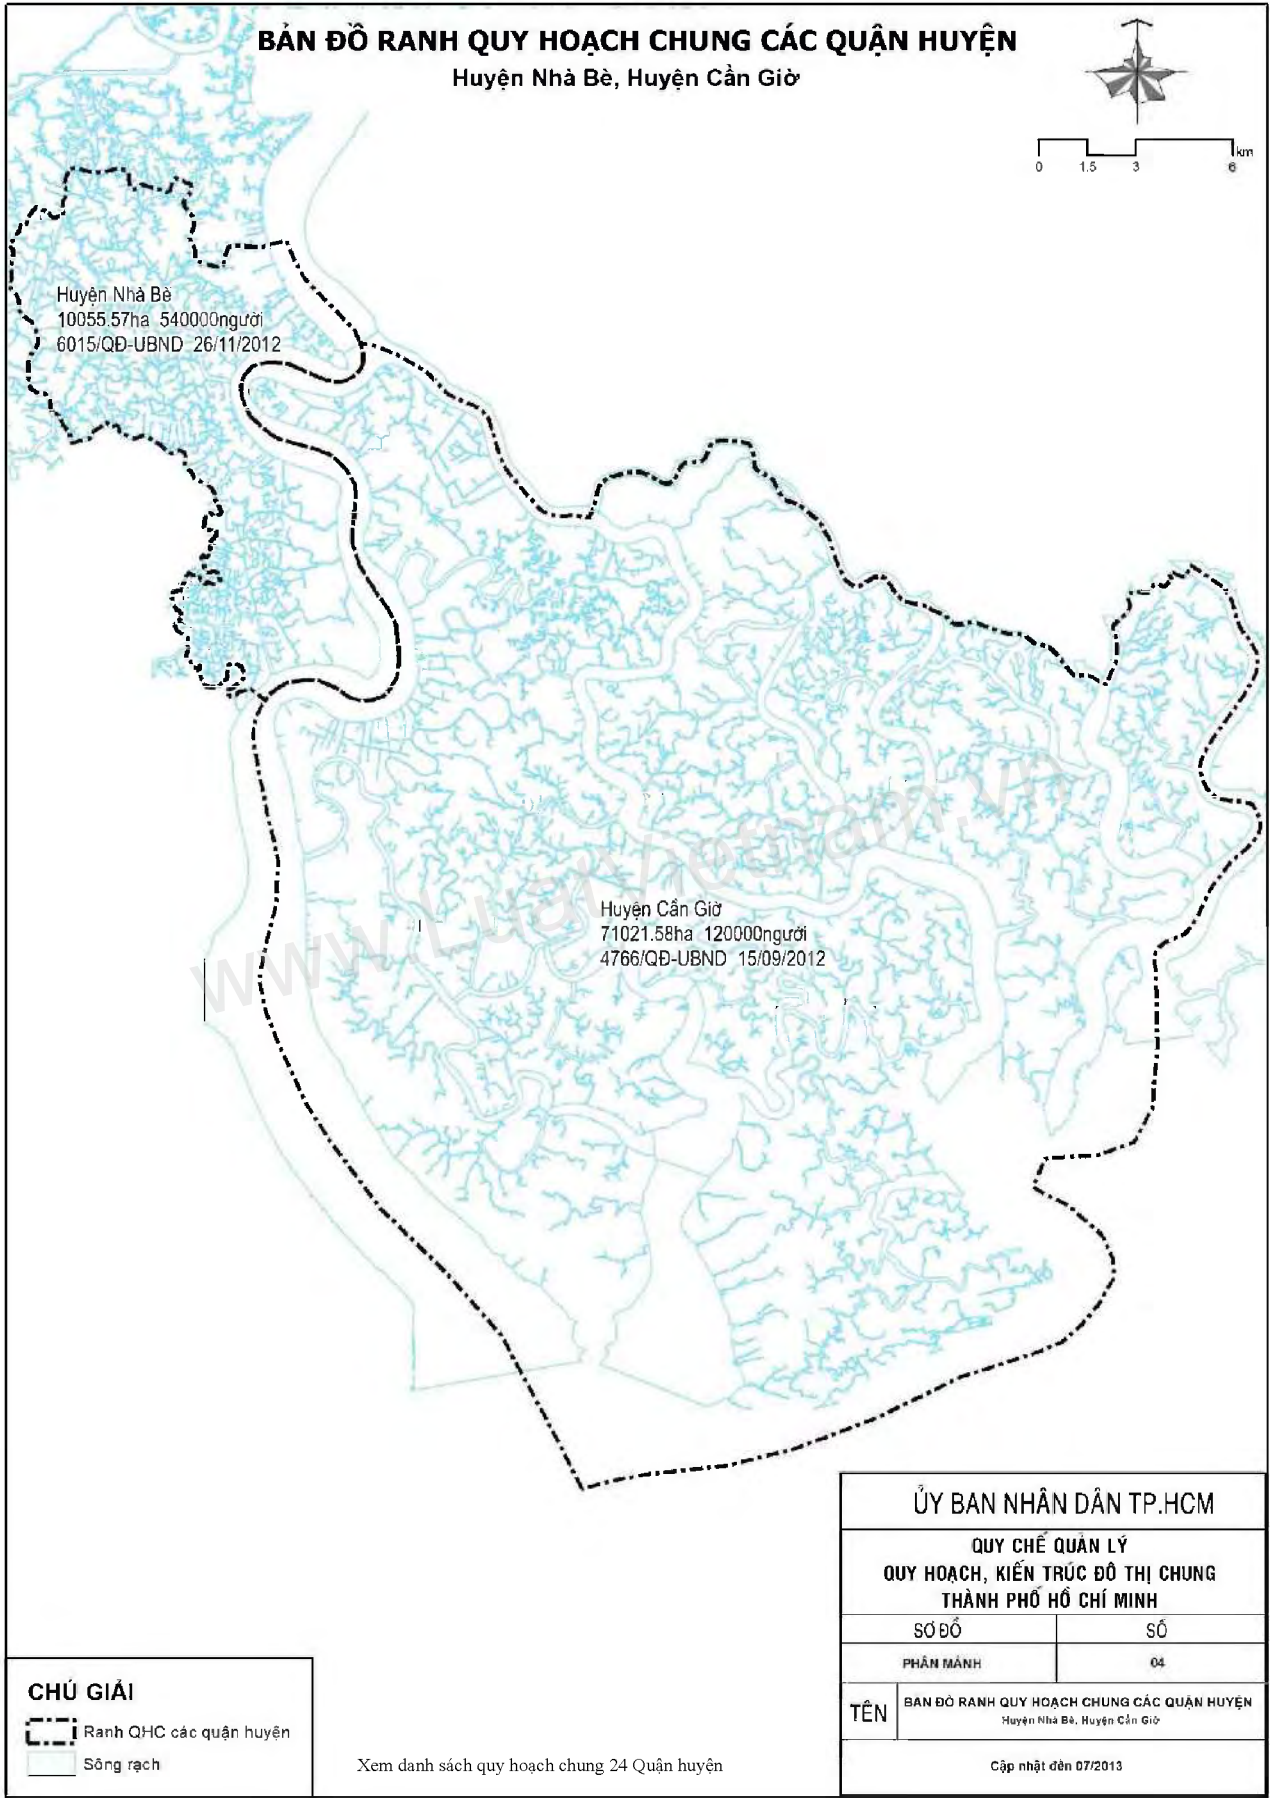 BẢN ĐỒ RANH QUY HOẠCH CHUNG CÁC QUẬN HUYỆN
Huyện Nhà Bè, Huyện Cần Giờ
km
0 1.5 3 6
Huyện Nhà Bè
10055.57ha 540000người
6015/QĐ-UBND 26/11/2012
www.LuatVietnam.vn
Huyện Cần Giờ
71021.58ha 120000người
4766/QĐ-UBND 15/09/2012
ỦY BAN NHÂN DÂN TP.HCM
QUY CHẾ QUẢN LÝ
QUY HOẠCH, KIẾN TRÚC ĐÔ THỊ CHUNG
THÀNH PHỐ HỒ CHÍ MINH
SƠ ĐỒ SỐ
PHÂN MẢNH 04
TÊN BẢN ĐỒ RANH QUY HOẠCH CHUNG CÁC QUẬN HUYỆN
Huyện Nhà Bè, Huyện Cần Giờ
Cập nhật đến 07/2013
CHÚ GIẢI
Ranh QHC các quận huyện
Sông rạch
Xem danh sách quy hoạch chung 24 Quận huyện